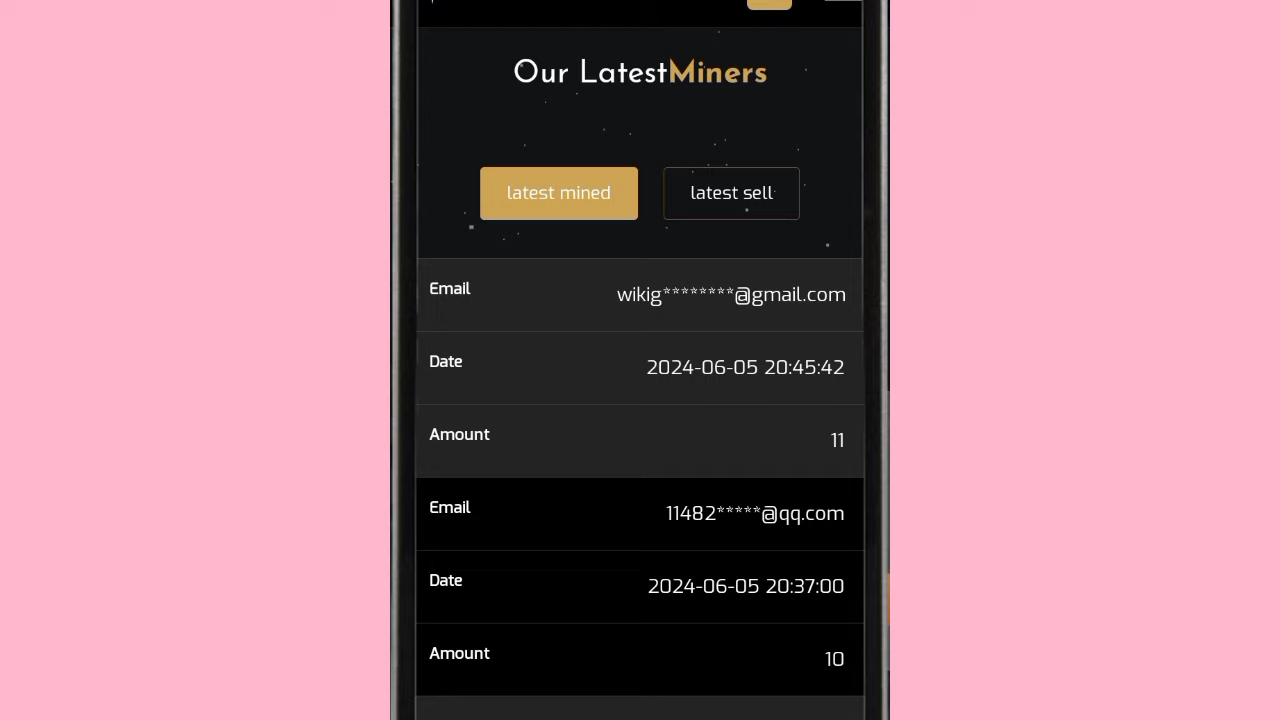 Our LatestMiners
latest mined latest sell
Email wikig********@gmail.com
Date 2024-06-05 20:45:42
Amount 11
Email 11482*****@qq.com
Date 2024-06-05 20:37:00
Amount 10